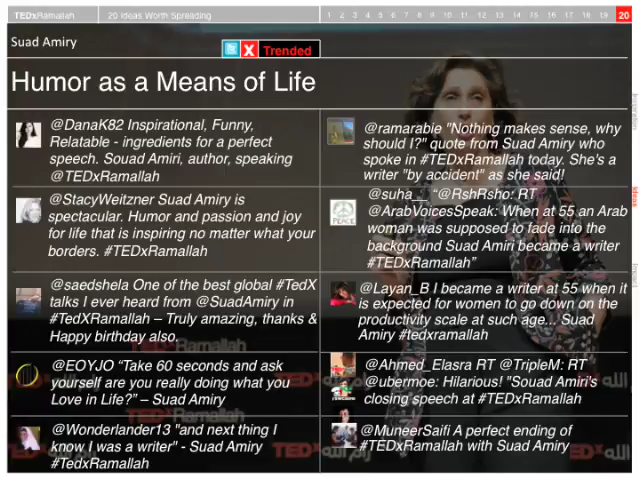 TEDxRamallah
20 Ideas Worth Spreading
1 2 3 4 5 6 7 8 9 10 11 12 13 14 15 16 17 18 19 20
Suad Amiry
X Trended
Humor as a Means of Life
@DanaK82 Inspirational, Funny,
Relatable - ingredients for a perfect
speech. Souad Amiri, author, speaking
@TEDxRamallah
@StacyWeitzner Suad Amiry is
spectacular. Humor and passion and joy
for life that is inspiring no matter what your
borders. #TEDxRamallah
@saedshela One of the best global #TedX
talks I ever heard from @SuadAmiry in
#TedXRamallah – Truly amazing, thanks &
Happy birthday also.
@EOYJO “Take 60 seconds and ask
yourself are you really doing what you
Love in Life?” – Suad Amiry
@Wonderlander13 "and next thing I
know I was a writer" - Suad Amiry
#TedxRamallah
@ramarabie "Nothing makes sense, why
should I?" quote from Suad Amiry who
spoke in #TEDxRamallah today. She's a
writer "by accident" as she said!
@suha__ “@RshRsho: RT
@ArabVoicesSpeak: When at 55 an Arab
woman was supposed to fade into the
background Suad Amiri became a writer
#TEDxRamallah”
PEACE
@Layan_B I became a writer at 55 when it
is expected for women to go down on the
productivity scale at such age... Suad
Amiry #tedxramallah
@Ahmed_Elasra RT @TripleM: RT
@ubermoe: Hilarious! "Souad Amiri's
closing speech at #TEDxRamallah
@MuneerSaifi A perfect ending of
#TEDxRamallah with Suad Amiry
Ideas
Impact